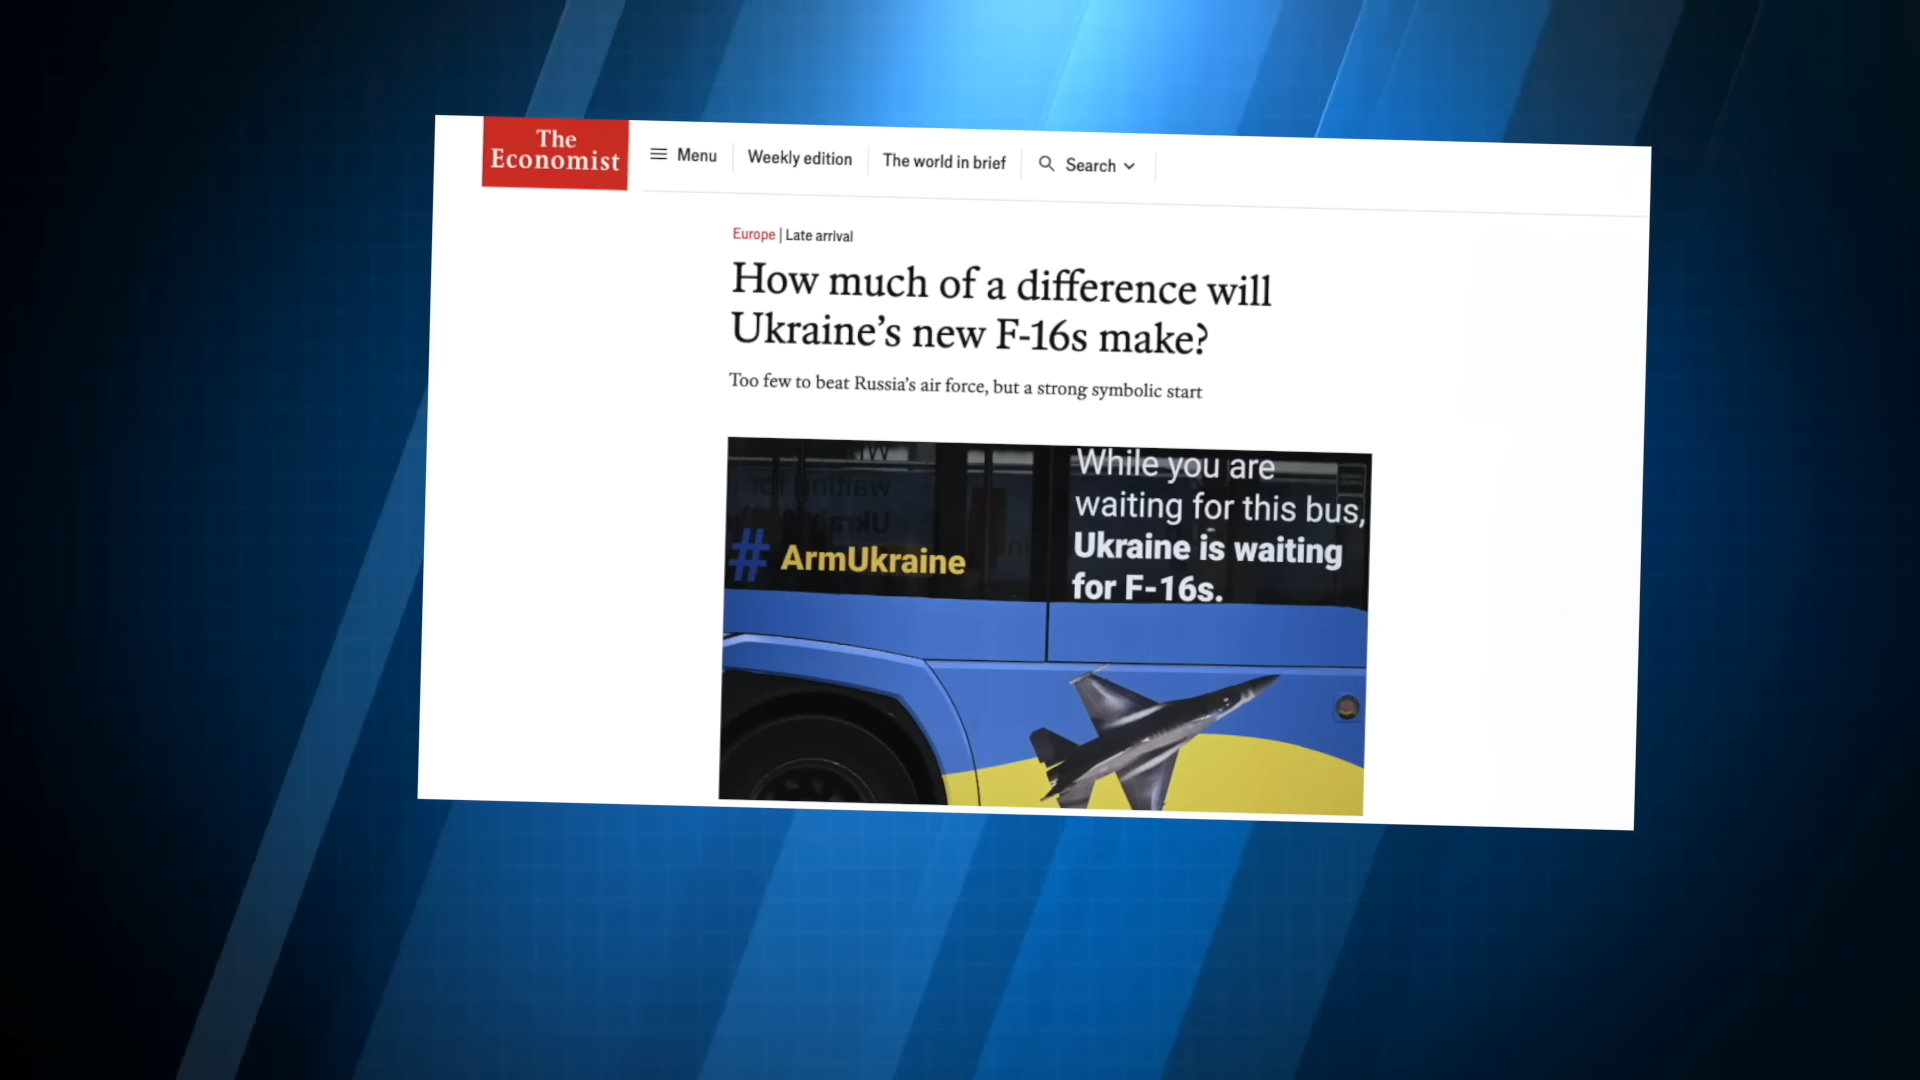 The
Economist
Menu
Weekly edition
The world in brief
Search
Europe | Late arrival
How much of a difference will
Ukraine's new F-16s make?
Too few to beat Russia's air force, but a strong symbolic start
While you are
waiting for this bus,
Ukraine is waiting
for F-16s.
# ArmUkraine